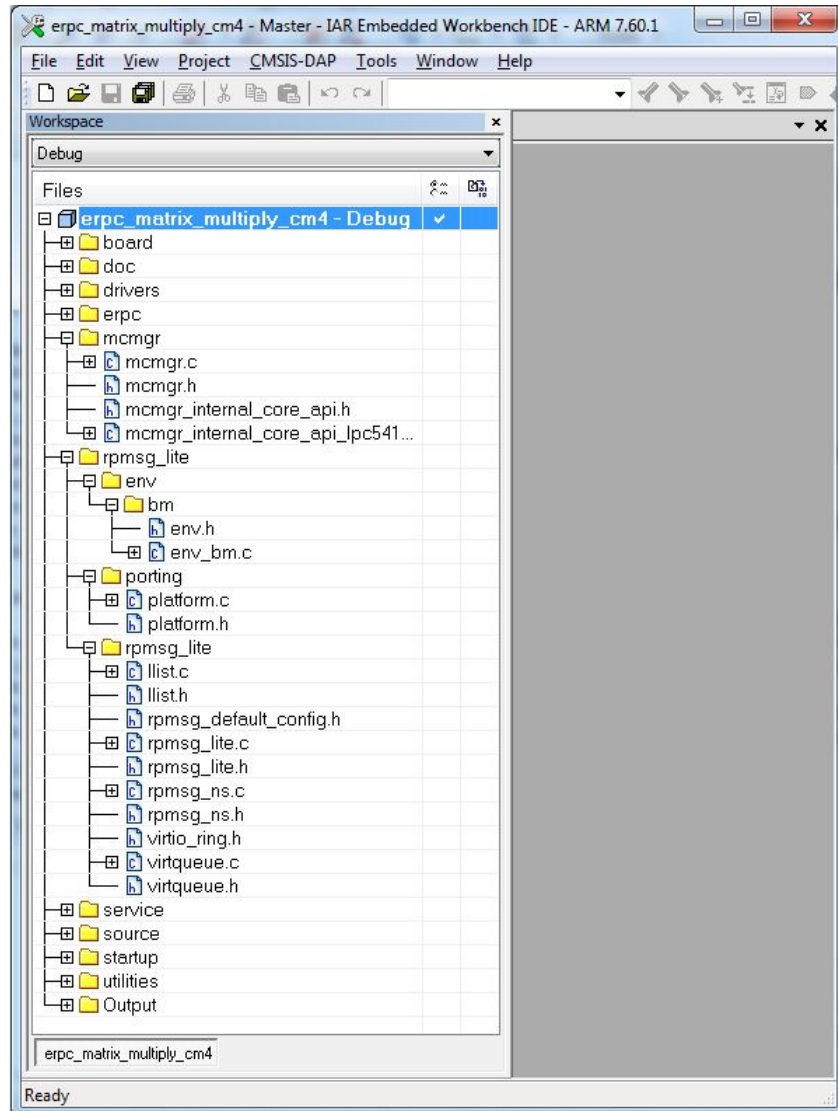 erpc_matrix_multiply_cm4 - Master - IAR Embedded Workbench IDE - ARM 7.60.1
File Edit View Project CMSIS-DAP Tools Window Help
Workspace
Debug
Files
erpc_matrix_multiply_cm4 - Debug
board
doc
drivers
erpc
mcmgr
mcmgr.c
mcmgr.h
mcmgr_internal_core_api.h
mcmgr_internal_core_api_lpc541...
rpmsg_lite
env
bm
env.h
env_bm.c
porting
platform.c
platform.h
rpmsg_lite
llist.c
llist.h
rpmsg_default_config.h
rpmsg_lite.c
rpmsg_lite.h
rpmsg_ns.c
rpmsg_ns.h
virtio_ring.h
virtqueue.c
virtqueue.h
service
source
startup
utilities
Output
erpc_matrix_multiply_cm4
Ready